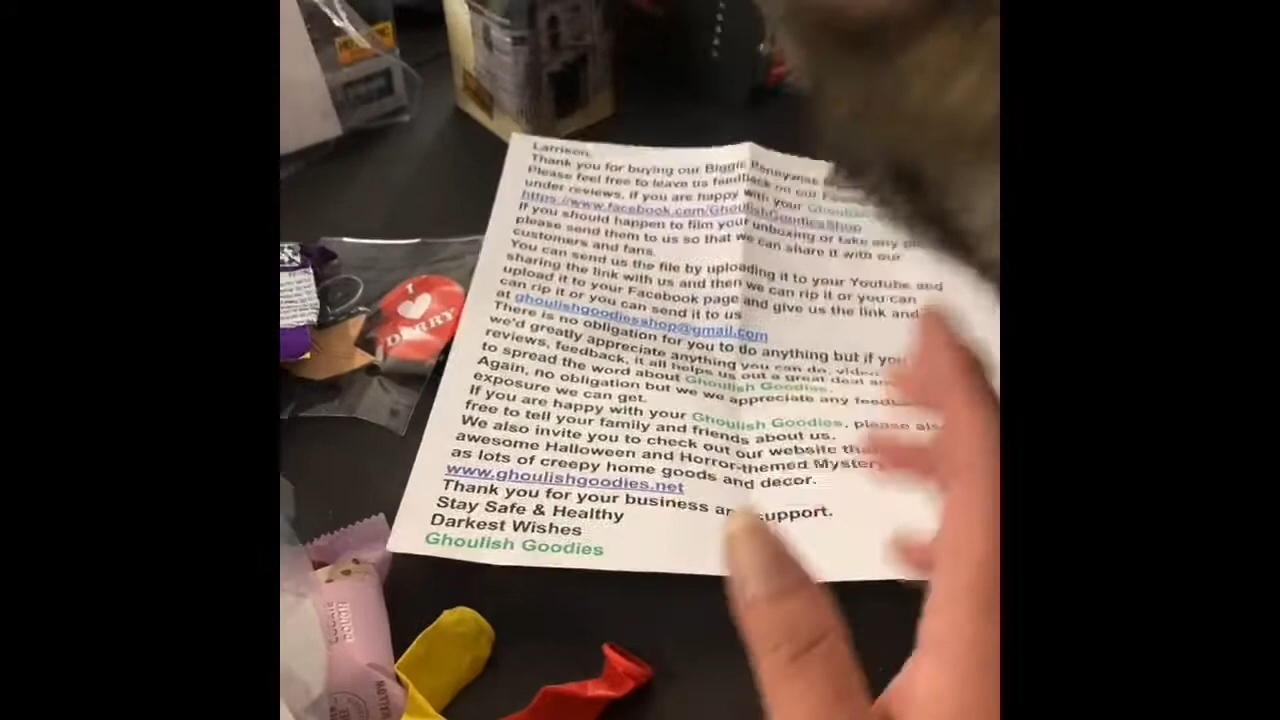 Larrison,
Thank you for buying our Biggie Pennywise
Please feel free to leave us feedback on our
under reviews, if you are happy with your Ghoulish
https://www.facebook.com/GhoulishGoodiesShop
If you should happen to film your unboxing or take any
please send them to us so that we can share it with our
customers and fans.
You can send us the file by uploading it to your Youtube and
sharing the link with us and then we can rip it or you can
upload it to your Facebook page and give us the link and
can rip it or you can send it to us
at ghoulishgoodiesshop@gmail.com
There is no obligation for you to do anything but if you
we'd greatly appreciate anything you can do, video
reviews, feedback, it all helps us out a great deal
to spread the word about Ghoulish Goodies.
Again, no obligation but we we appreciate any
exposure we can get.
If you are happy with your Ghoulish Goodies, please
free to tell your family and friends about us.
We also invite you to check out our website
awesome Halloween and Horror-themed Mystery
as lots of creepy home goods and decor.
www.ghoulishgoodies.net
Thank you for your business support.
Stay Safe & Healthy
Darkest Wishes
Ghoulish Goodies
I
DERRY
COOKIE
DOUGH